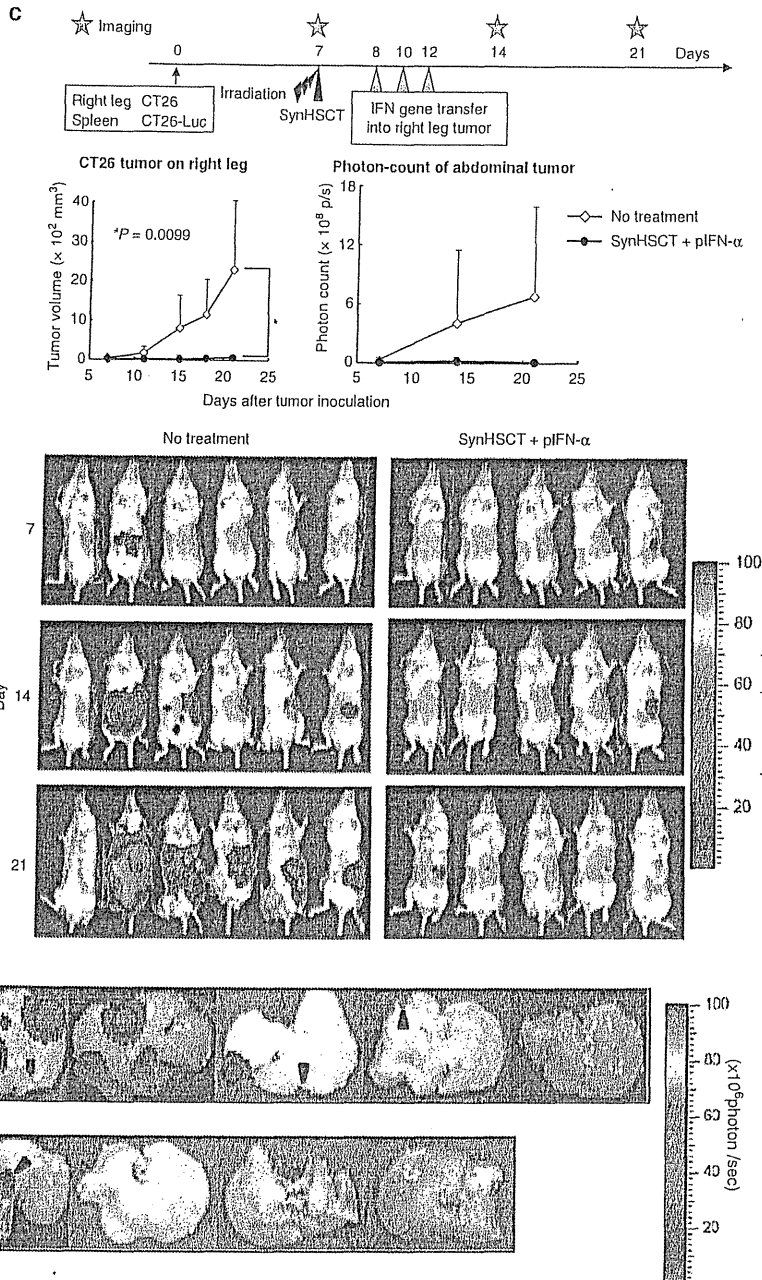 C
Imaging
0 7 8 10 12 14 21 Days
Right leg CT26
Spleen CT26-Luc
Irradiation
SynHSCT
IFN gene transfer
into right leg tumor
CT26 tumor on right leg
Tumor volume (× 10² mm³)
40
30
20
10
0
*P = 0.0099
5 10 15 20 25
Photon-count of abdominal tumor
Photon count (× 10⁸ p/s)
18
12
6
0
5 10 15 20 25
No treatment
SynHSCT + pIFN-α
Days after tumor inoculation
No treatment
SynHSCT + pIFN-α
Day
7
14
21
100
80
60
40
20
100
80
60
40
20
(x10⁶photon /sec)